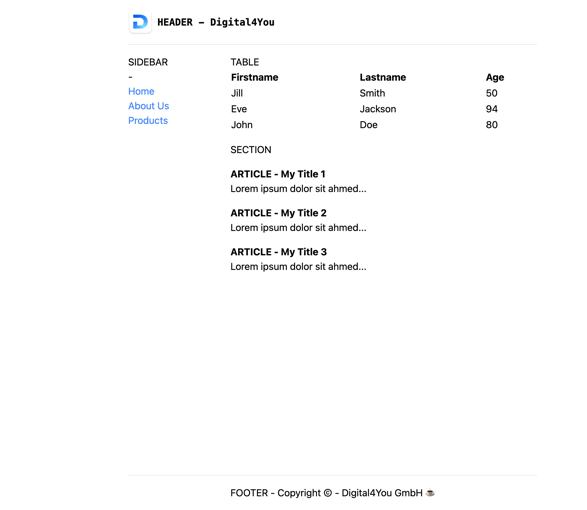 HEADER - Digital4You
SIDEBAR
-
Home
About Us
Products
TABLE
Firstname Lastname Age
Jill Smith 50
Eve Jackson 94
John Doe 80
SECTION
ARTICLE - My Title 1
Lorem ipsum dolor sit ahmed...
ARTICLE - My Title 2
Lorem ipsum dolor sit ahmed...
ARTICLE - My Title 3
Lorem ipsum dolor sit ahmed...
FOOTER - Copyright © - Digital4You GmbH ☕